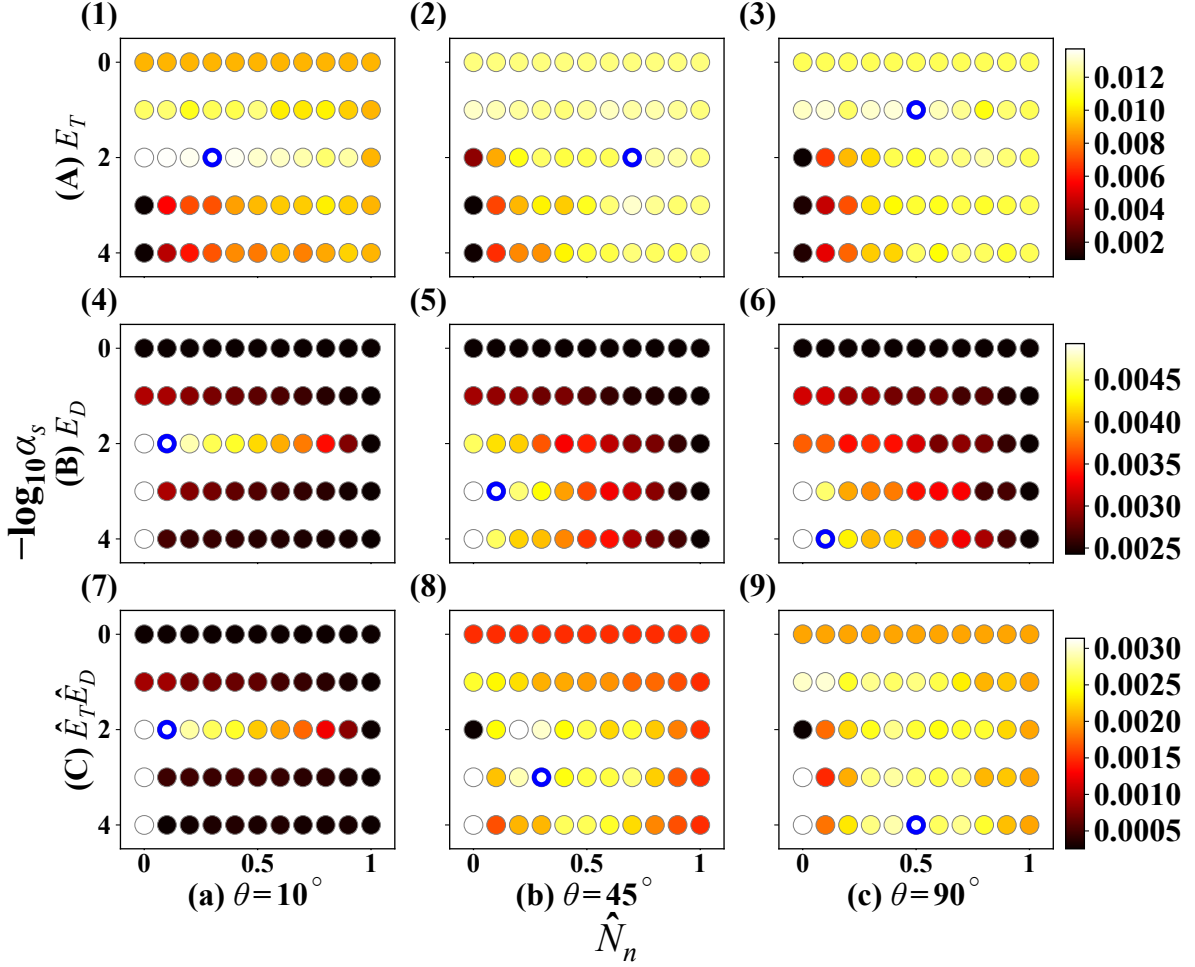 (1) (2) (3)
0
2
4
(A) E_T
0.012
0.010
0.008
0.006
0.004
0.002
(4) (5) (6)
0
2
4
−log₁₀α_s
(B) E_D
0.0045
0.0040
0.0035
0.0030
0.0025
(7) (8) (9)
0
2
4
(C) Ê_T Ê_D
0.0030
0.0025
0.0020
0.0015
0.0010
0.0005
0 0.5 1 0 0.5 1 0 0.5 1
(a) θ=10° (b) θ=45° (c) θ=90°
N̂_n